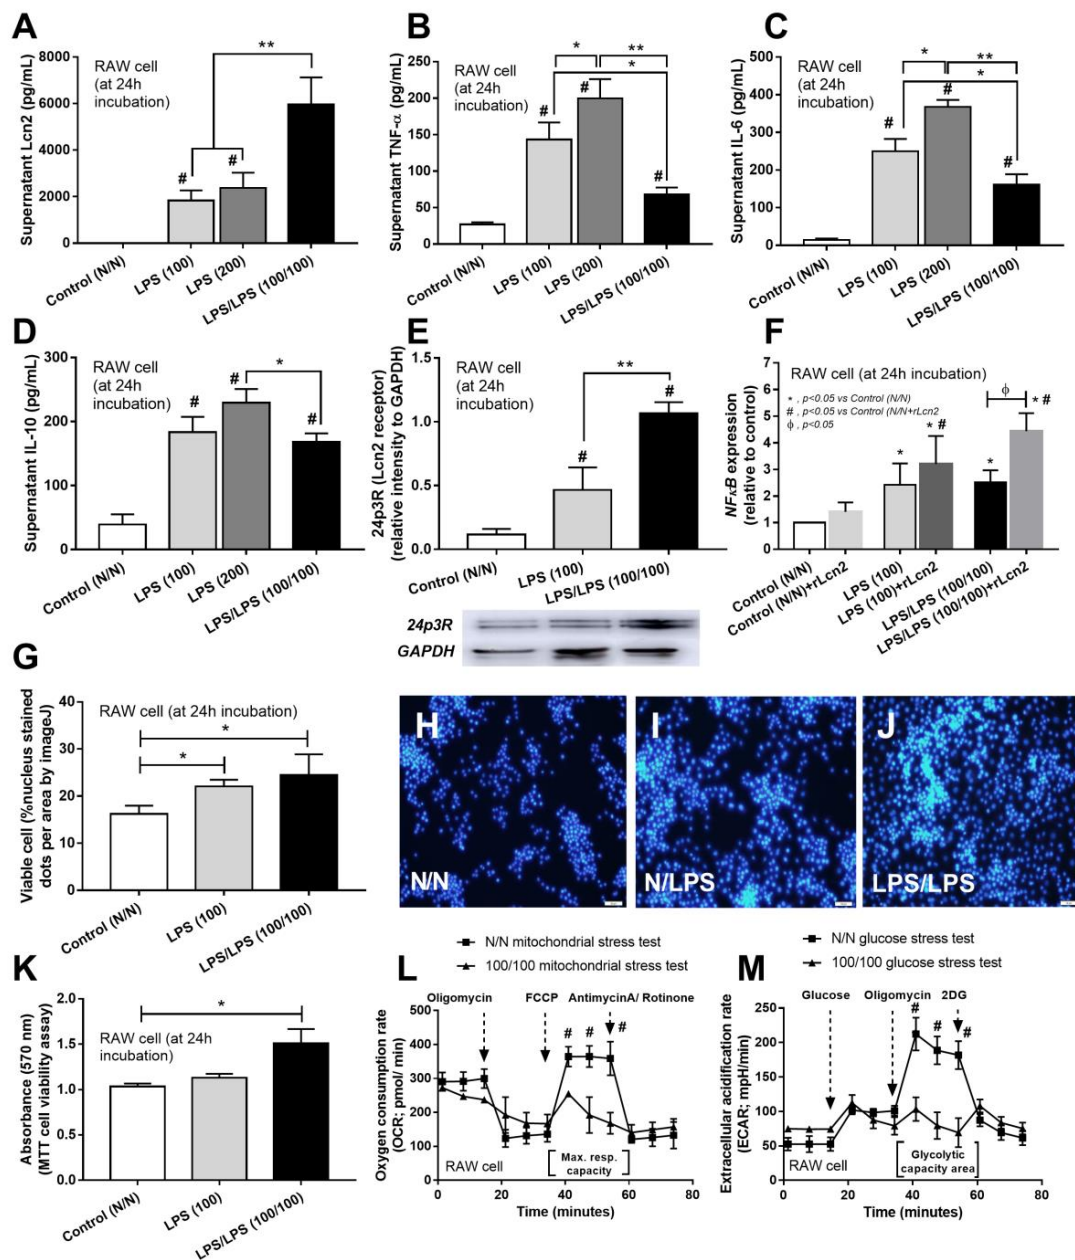 A
Supernatant Lcn2 (pg/mL)
8000
6000
4000
2000
0
RAW cell
(at 24h
incubation)
**
#
#
Control (N/N)
LPS (100)
LPS (200)
LPS/LPS (100/100)
B
Supernatant TNF-α (pg/mL)
250
200
150
100
50
0
RAW cell
(at 24h
incubation)
*
**
*
#
#
#
Control (N/N)
LPS (100)
LPS (200)
LPS/LPS (100/100)
C
Supernatant IL-6 (pg/mL)
500
400
300
200
100
0
RAW cell
(at 24h
incubation)
*
**
*
#
#
#
Control (N/N)
LPS (100)
LPS (200)
LPS/LPS (100/100)
D
Supernatant IL-10 (pg/mL)
300
200
100
0
RAW cell
(at 24h
incubation)
*
#
#
#
Control (N/N)
LPS (100)
LPS (200)
LPS/LPS (100/100)
E
24p3R (Lcn2 receptor)
(relative intensity to GAPDH)
1.5
1.0
0.5
0.0
RAW cell
(at 24h
incubation)
**
#
#
Control (N/N)
LPS (100)
LPS/LPS (100/100)
24p3R
GAPDH
F
NFκB expression
(relative to control)
7
6
5
4
3
2
1
0
RAW cell (at 24h incubation)
* , p<0.05 vs Control (N/N)
# , p<0.05 vs Control (N/N+rLcn2)
ϕ , p<0.05
ϕ
* #
* #
*
*
Control (N/N)
Control (N/N)+rLcn2
LPS (100)
LPS (100)+rLcn2
LPS/LPS (100/100)
LPS/LPS (100/100)+rLcn2
G
Viable cell (%nucleus stained
dots per area by imageJ)
40
30
20
10
0
RAW cell (at 24h incubation)
*
*
Control (N/N)
LPS (100)
LPS/LPS (100/100)
H
N/N
I
N/LPS
J
LPS/LPS
K
Absorbance (570 nm)
(MTT cell viability assay)
2.0
1.5
1.0
0.5
0.0
*
RAW cell (at 24h
incubation)
Control (N/N)
LPS (100)
LPS/LPS (100/100)
N/N mitochondrial stress test
100/100 mitochondrial stress test
L
Oligomycin
FCCP
AntimycinA/ Rotinone
Oxygen consumption rate
(OCR; pmol/ min)
500
400
300
200
100
0
# # #
Max. resp.
capacity
RAW cell
0 20 40 60 80
Time (minutes)
N/N glucose stress test
100/100 glucose stress test
M
Glucose
Oligomycin
2DG
Extracellular acidification rate
(ECAR; mpH/min)
250
200
150
100
50
0
# # #
Glycolytic
capacity area
RAW cell
0 20 40 60 80
Time (minutes)